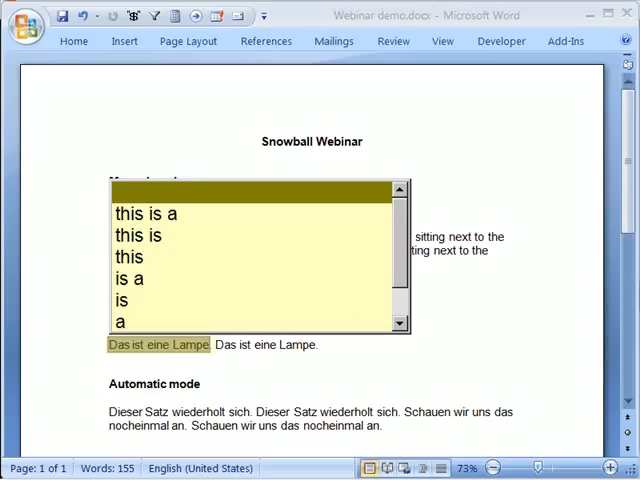 Webinar demo.docx - Microsoft Word
Home Insert Page Layout References Mailings Review View Developer Add-Ins
Snowball Webinar
this is a
this is
this
is a
is
a
sitting next to the
ting next to the
Das ist eine Lampe. Das ist eine Lampe.
Automatic mode
Dieser Satz wiederholt sich. Dieser Satz wiederholt sich. Schauen wir uns das
nocheinmal an. Schauen wir uns das nocheinmal an.
Page: 1 of 1 Words: 155 English (United States) 73%